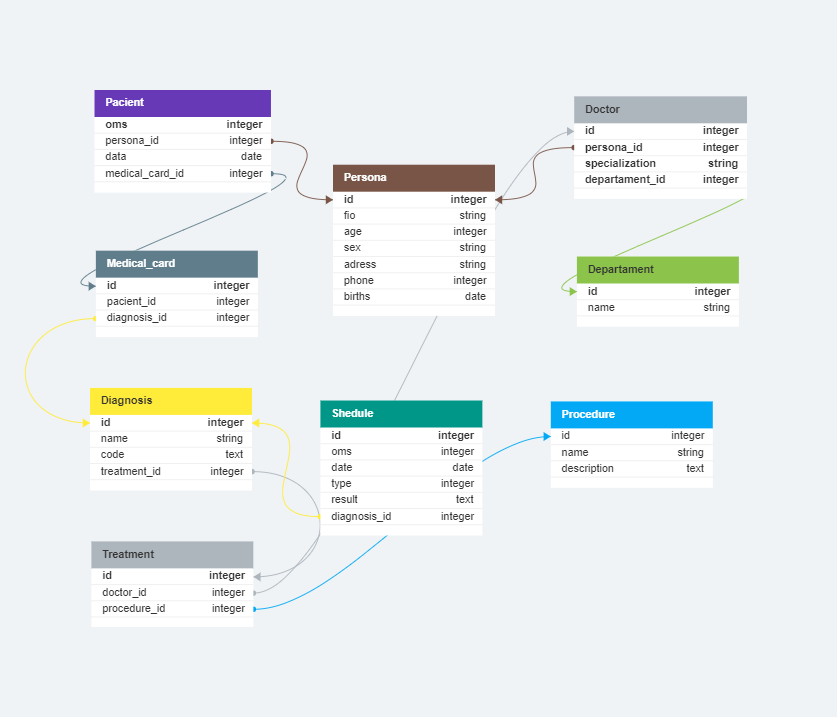 Pacient
oms integer
persona_id integer
data date
medical_card_id integer
Doctor
id integer
persona_id integer
specialization string
departament_id integer
Persona
id integer
fio string
age integer
sex string
adress string
phone integer
births date
Medical_card
id integer
pacient_id integer
diagnosis_id integer
Departament
id integer
name string
Diagnosis
id integer
name string
code text
treatment_id integer
Shedule
id integer
oms integer
date date
type integer
result text
diagnosis_id integer
Procedure
id integer
name string
description text
Treatment
id integer
doctor_id integer
procedure_id integer